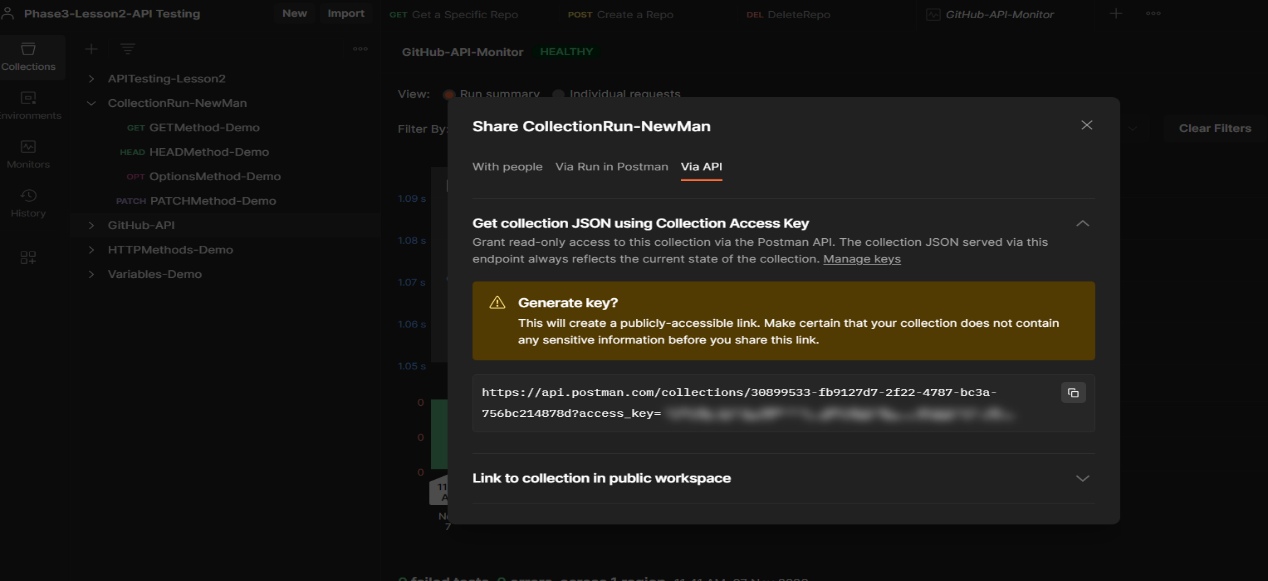 Phase3-Lesson2-API Testing
New
Import
GET Get a Specific Repo
POST Create a Repo
DEL DeleteRepo
GitHub-API-Monitor
Collections
Environments
Monitors
History
APITesting-Lesson2
CollectionRun-NewMan
GET GETMethod-Demo
HEAD HEADMethod-Demo
OPT OptionsMethod-Demo
PATCH PATCHMethod-Demo
GitHub-API
HTTPMethods-Demo
Variables-Demo
GitHub-API-Monitor HEALTHY
View: Run summary Individual requests
Filter By:
Clear Filters
1.09 s
1.08 s
1.07 s
1.06 s
1.05 s
0
0
0
11
A
7
Share CollectionRun-NewMan
With people Via Run in Postman Via API
Get collection JSON using Collection Access Key
Grant read-only access to this collection via the Postman API. The collection JSON served via this
endpoint always reflects the current state of the collection. Manage keys
Generate key?
This will create a publicly-accessible link. Make certain that your collection does not contain
any sensitive information before you share this link.
https://api.postman.com/collections/30899533-fb9127d7-2f22-4787-bc3a-
756bc214878d?access_key=
Link to collection in public workspace